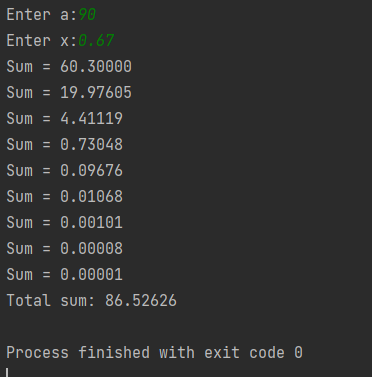 Enter a:90
Enter x:0.67
Sum = 60.30000
Sum = 19.97605
Sum = 4.41119
Sum = 0.73048
Sum = 0.09676
Sum = 0.01068
Sum = 0.00101
Sum = 0.00008
Sum = 0.00001
Total sum: 86.52626
Process finished with exit code 0